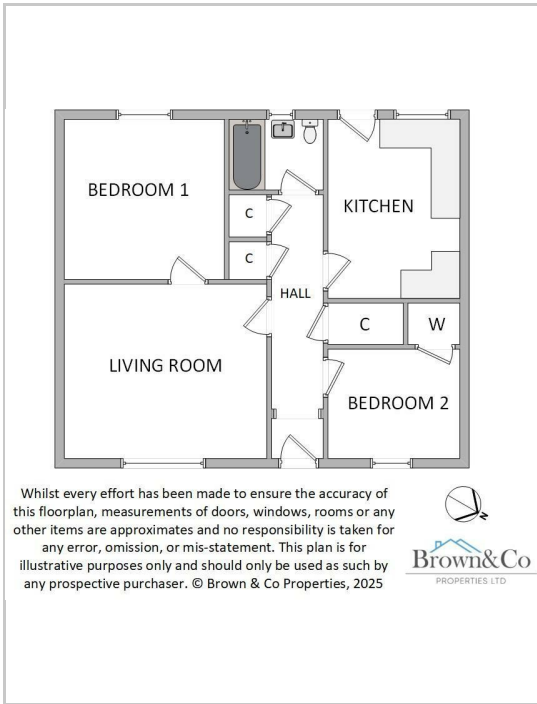 BEDROOM 1
KITCHEN
C
C
HALL
C
W
LIVING ROOM
BEDROOM 2
Whilst every effort has been made to ensure the accuracy of
this floorplan, measurements of doors, windows, rooms or any
other items are approximates and no responsibility is taken for
any error, omission, or mis-statement. This plan is for
illustrative purposes only and should only be used as such by
any prospective purchaser. © Brown & Co Properties, 2025
N
Brown&Co
PROPERTIES LTD